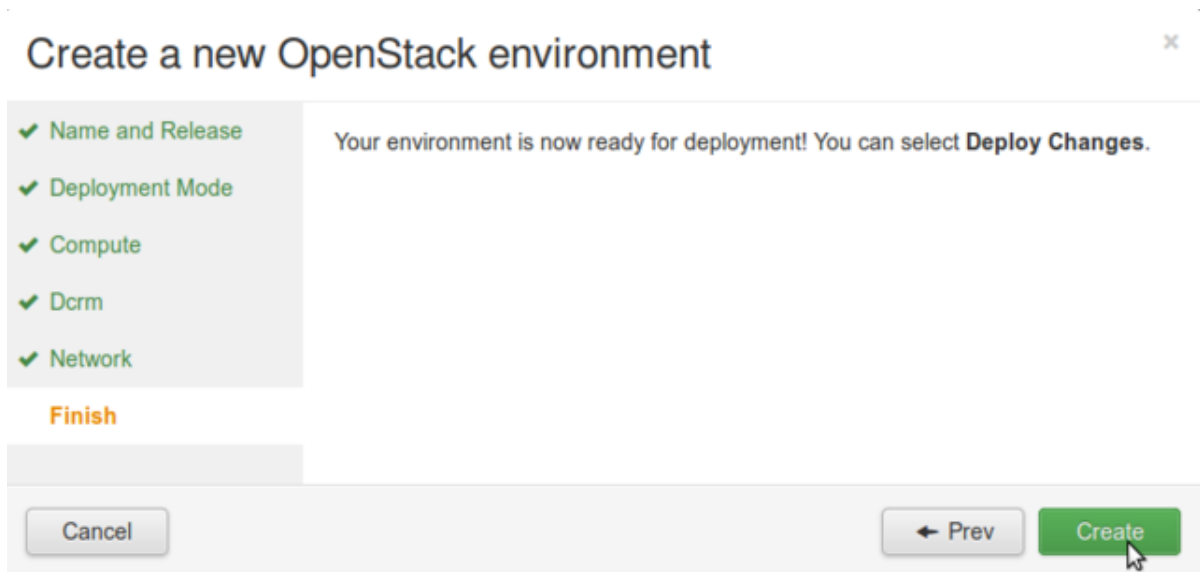 Create a new OpenStack environment
×
Name and Release
Your environment is now ready for deployment! You can select Deploy Changes.
Deployment Mode
Compute
Dcrm
Network
Finish
Cancel
Prev
Create